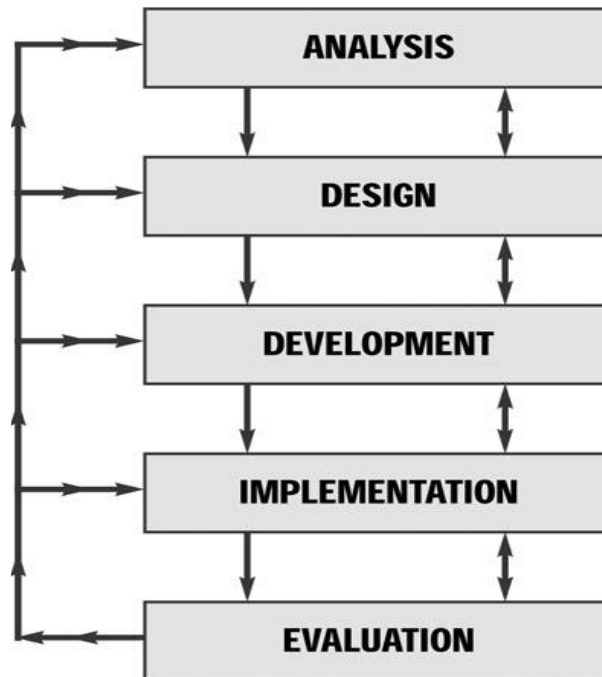 ANALYSIS
DESIGN
DEVELOPMENT
IMPLEMENTATION
EVALUATION